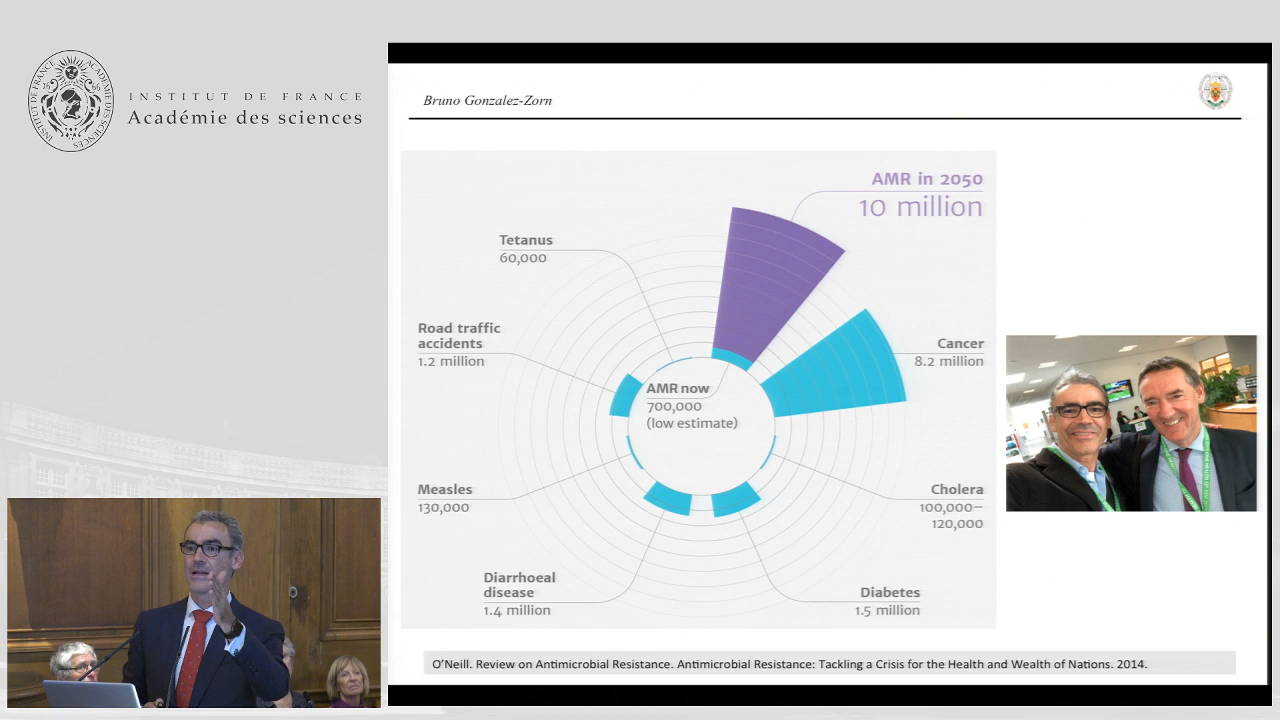 INSTITUT DE FRANCE
Académie des sciences
Bruno Gonzalez-Zorn
AMR in 2050
10 million
Tetanus
60,000
Road traffic
accidents
1.2 million
Cancer
8.2 million
AMR now
700,000
(low estimate)
Measles
130,000
Cholera
100,000–
120,000
Diarrhoeal
disease
1.4 million
Diabetes
1.5 million
O'Neill. Review on Antimicrobial Resistance. Antimicrobial Resistance: Tackling a Crisis for the Health and Wealth of Nations. 2014.